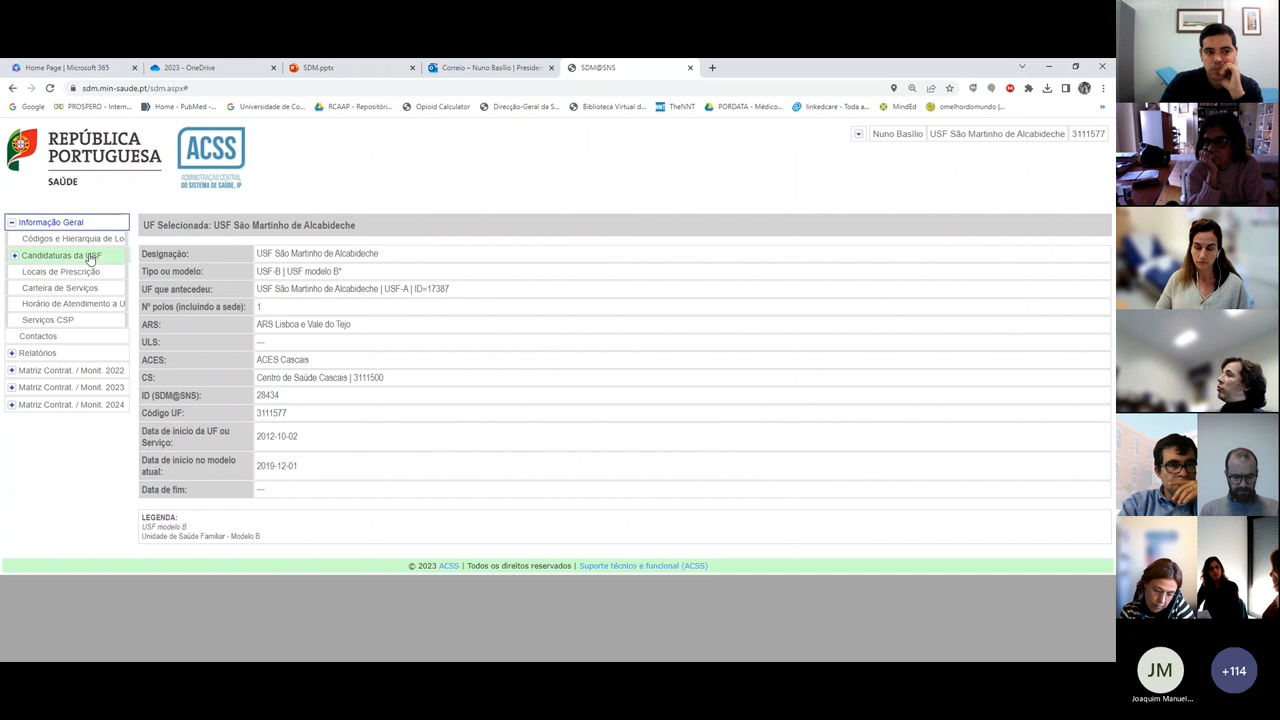 Home Page | Microsoft 365
2023 - OneDrive
SDM.pptx
Correio – Nuno Basílio | Presiden
SDM@SNS
sdm.min-saude.pt/sdm.aspx#
Google
PROSPERO - Intern...
Home - PubMed -...
Universidade de Co...
RCAAP - Repositóri...
Opioid Calculator
Direcção-Geral da S...
Biblioteca Virtual d...
TheNNT
PORDATA - Médico...
linkedcare - Toda a...
MindEd
omelhordomundo...
»
REPÚBLICA
PORTUGUESA
SAÚDE
ACSS
ADMINISTRAÇÃO CENTRAL
DO SISTEMA DE SAÚDE, IP
Nuno Basílio
USF São Martinho de Alcabideche
3111577
Informação Geral
Códigos e Hierarquia de Lo
Candidaturas da USF
Locais de Prescrição
Carteira de Serviços
Horário de Atendimento a U
Serviços CSP
Contactos
Relatórios
Matriz Contrat. / Monit. 2022
Matriz Contrat. / Monit. 2023
Matriz Contrat. / Monit. 2024
UF Selecionada: USF São Martinho de Alcabideche
Designação: USF São Martinho de Alcabideche
Tipo ou modelo: USF-B | USF modelo B*
UF que antecedeu: USF São Martinho de Alcabideche | USF-A | ID=17387
Nº polos (incluindo a sede): 1
ARS: ARS Lisboa e Vale do Tejo
ULS: ---
ACES: ACES Cascais
CS: Centro de Saúde Cascais | 3111500
ID (SDM@SNS): 28434
Código UF: 3111577
Data de início da UF ou
Serviço: 2012-10-02
Data de início no modelo
atual: 2019-12-01
Data de fim: ---
LEGENDA:
USF modelo B
Unidade de Saúde Familiar - Modelo B
© 2023 ACSS | Todos os direitos reservados | Suporte técnico e funcional (ACSS)
JM
Joaquim Manuel...
+114